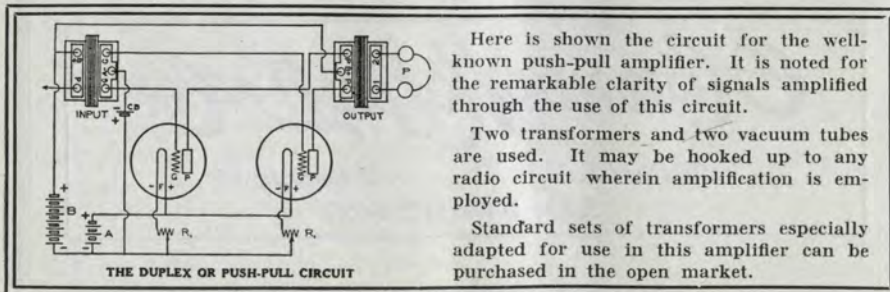 INPUT
OUTPUT
P
C.B.
G
P
G
P
- F +
- F +
B
A
R.
R.
THE DUPLEX OR PUSH-PULL CIRCUIT
Here is shown the circuit for the well-
known push-pull amplifier. It is noted
for the remarkable clarity of signals amplified
through the use of this circuit.
Two transformers and two vacuum tubes
are used. It may be hooked up to any
radio circuit wherein amplification is em-
ployed.
Standard sets of transformers especially
adapted for use in this amplifier can be
purchased in the open market.